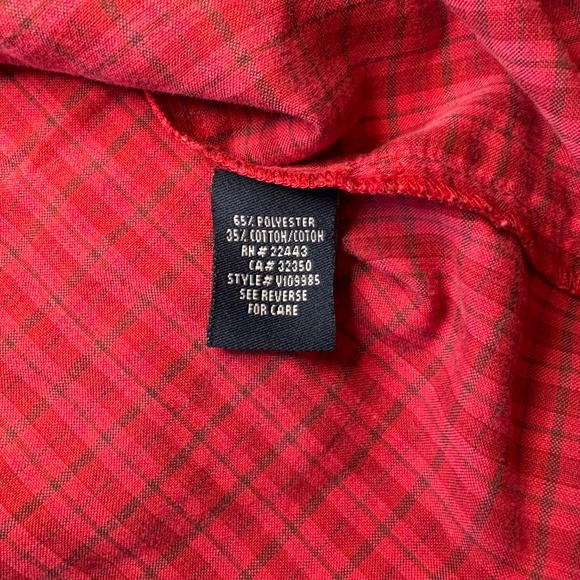 65% POLYESTER
35% COTTON/COTON
RN# 22443
CA# 32350
STYLE# V109985
SEE REVERSE
FOR CARE